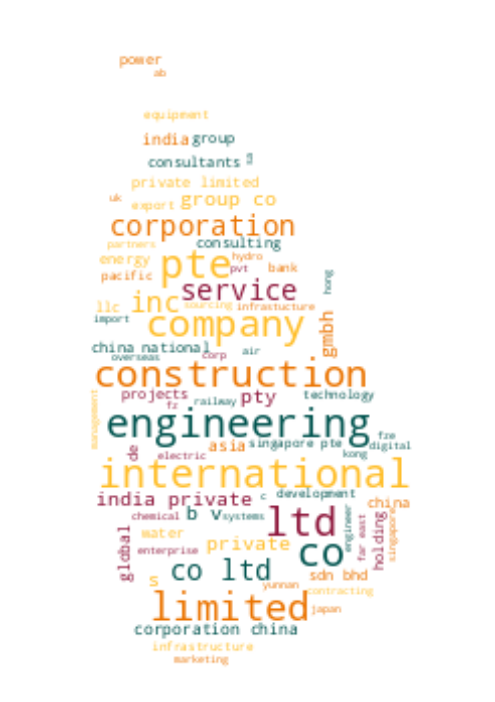 power
ab
equipment
india group
consultants
private limited
uk export group co
corporation
partners consulting
energy pte hydro
pacific pvt bank
service hong
llc inc sourcing infrastucture
import company gmbh
china national
overseas corp air
construction
management projects pty technology
fz railway
engineering
fze
de asia singapore pte digital
electric kong
international
india private c development china
chemical b v systems ltd engineer far east holding singapore
global water
enterprise private co
s co ltd sdn bhd
yunnan contracting
limited japan
corporation china
infrastructure
marketing